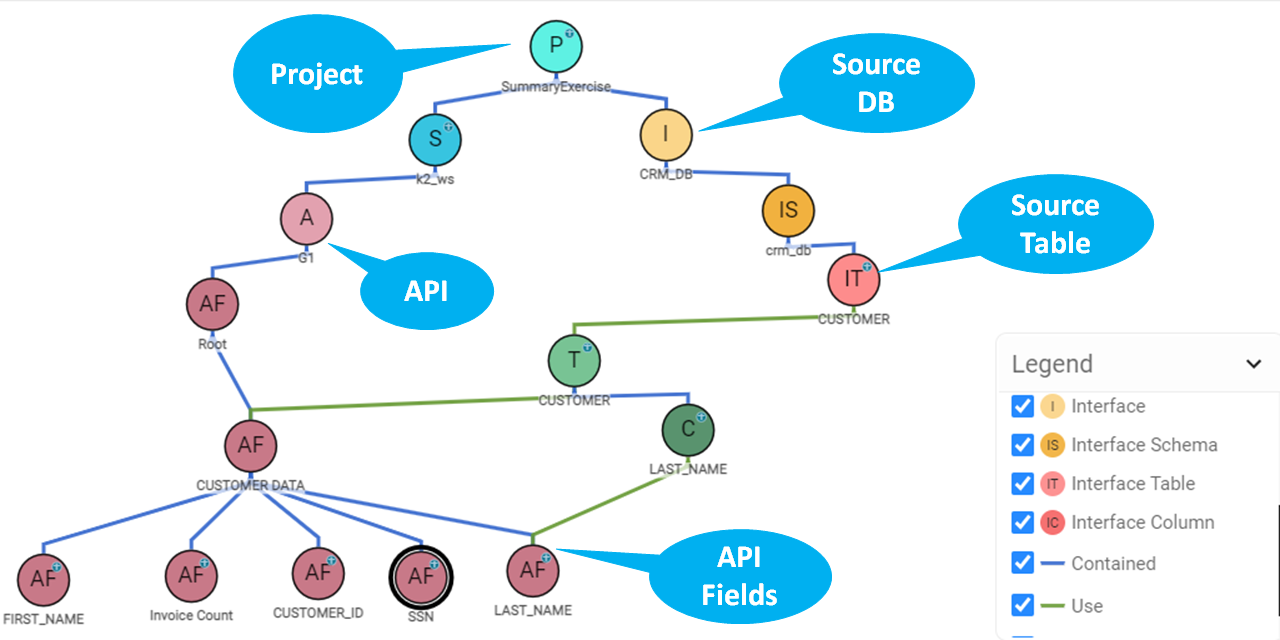 P
SummaryExercise
Project
Source
DB
S
k2_ws
I
CRM_DB
A
G1
IS
crm_db
Source
Table
API
IT
CUSTOMER
AF
Root
T
CUSTOMER
C
LAST_NAME
AF
CUSTOMER DATA
AF
FIRST_NAME
AF
Invoice Count
AF
CUSTOMER_ID
AF
SSN
AF
LAST_NAME
API
Fields
Legend
I Interface
IS Interface Schema
IT Interface Table
IC Interface Column
Contained
Use